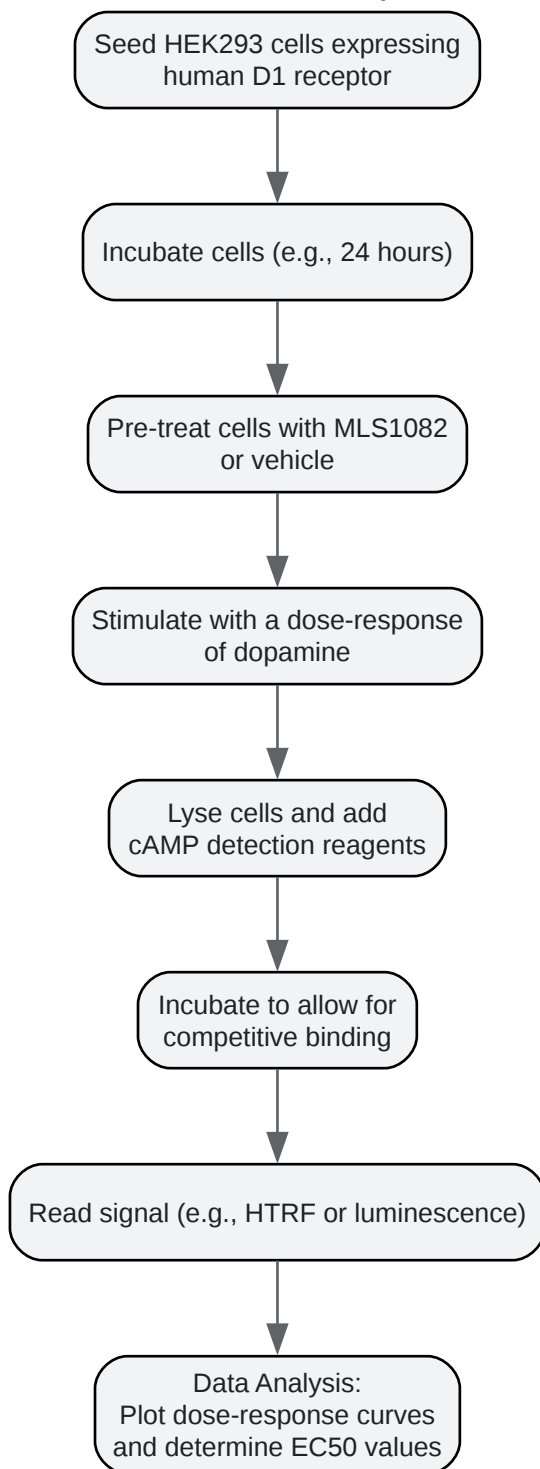 Seed HEK293 cells expressing
human D1 receptor
Incubate cells (e.g., 24 hours)
Pre-treat cells with MLS1082
or vehicle
Stimulate with a dose-response
of dopamine
Lyse cells and add
cAMP detection reagents
Incubate to allow for
competitive binding
Read signal (e.g., HTRF or luminescence)
Data Analysis:
Plot dose-response curves
and determine EC50 values